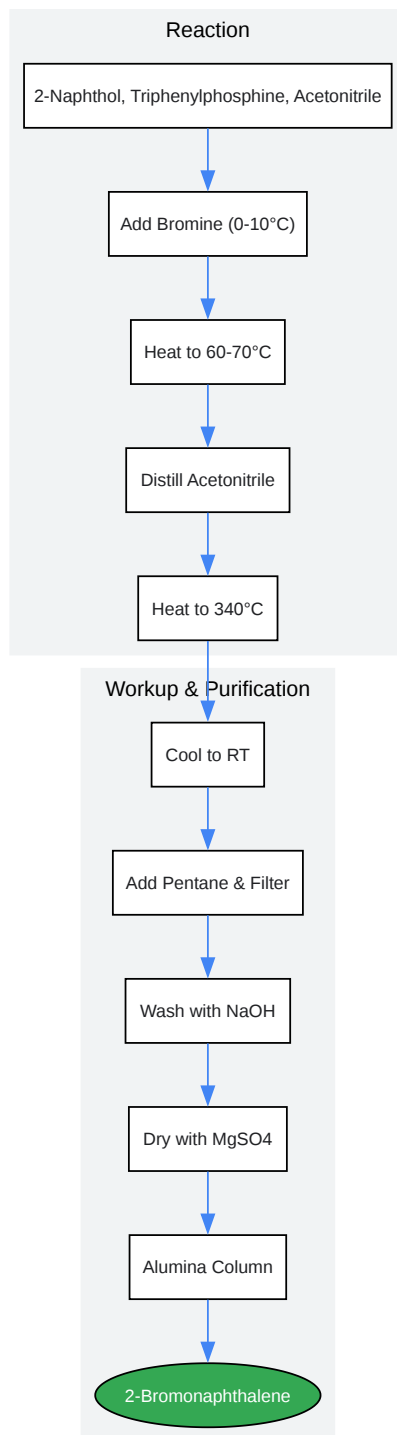 Reaction
2-Naphthol, Triphenylphosphine, Acetonitrile
Add Bromine (0-10°C)
Heat to 60-70°C
Distill Acetonitrile
Heat to 340°C
Workup & Purification
Cool to RT
Add Pentane & Filter
Wash with NaOH
Dry with MgSO4
Alumina Column
2-Bromonaphthalene